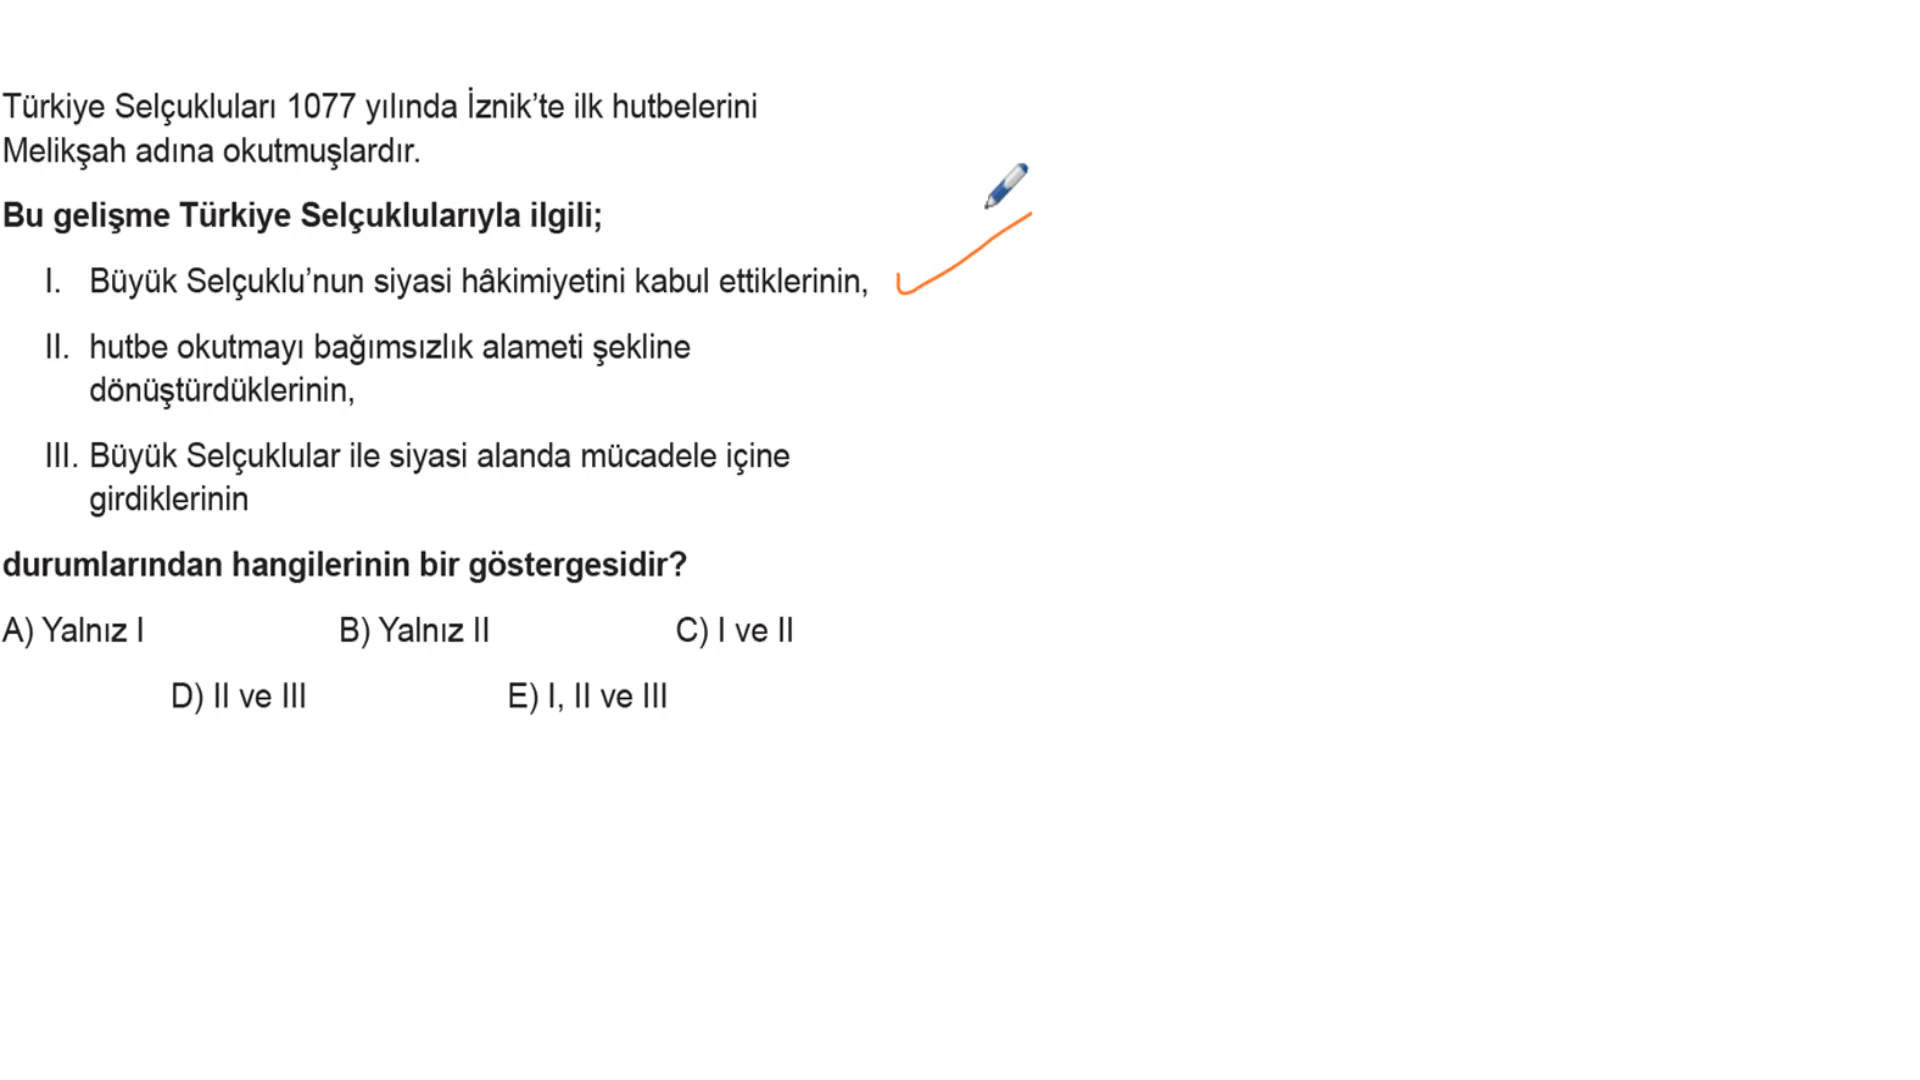 Türkiye Selçukluları 1077 yılında İznik’te ilk hutbelerini
Melikşah adına okutmuşlardır.
Bu gelişme Türkiye Selçuklularıyla ilgili;
I. Büyük Selçuklu’nun siyasi hâkimiyetini kabul ettiklerinin,
II. hutbe okutmayı bağımsızlık alameti şekline
dönüştürdüklerinin,
III. Büyük Selçuklular ile siyasi alanda mücadele içine
girdiklerinin
durumlarından hangilerinin bir göstergesidir?
A) Yalnız I B) Yalnız II C) I ve II
D) II ve III E) I, II ve III